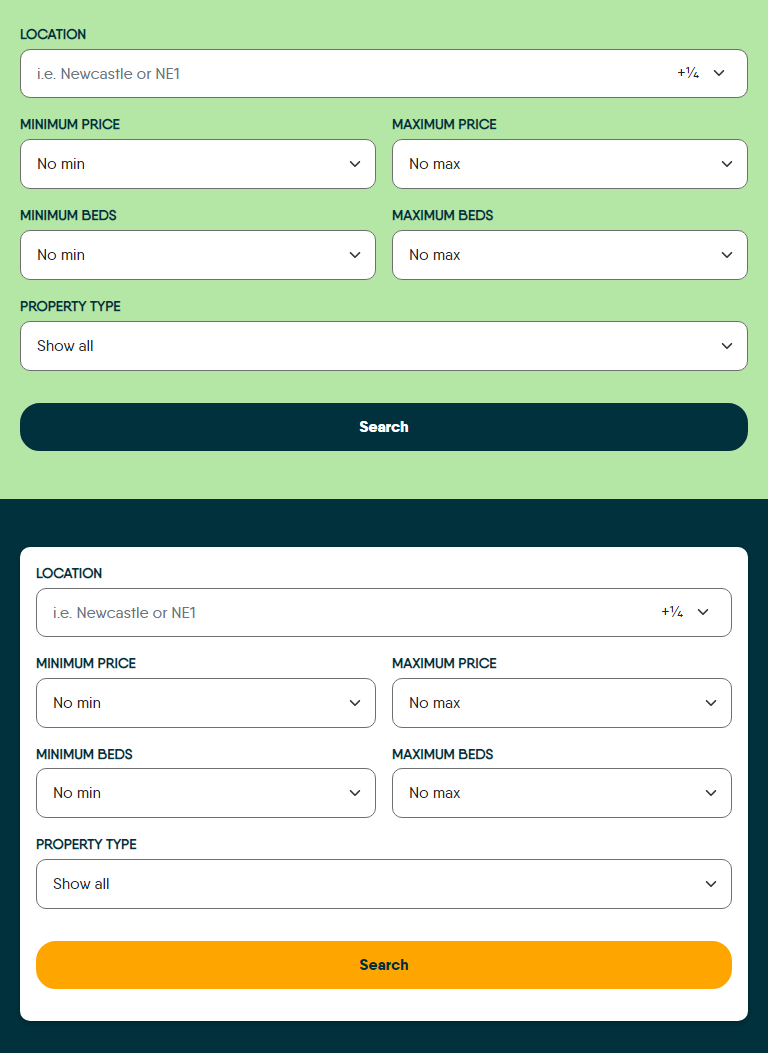 LOCATION
i.e. Newcastle or NE1 +¼
MINIMUM PRICE MAXIMUM PRICE
No min No max
MINIMUM BEDS MAXIMUM BEDS
No min No max
PROPERTY TYPE
Show all
Search
LOCATION
i.e. Newcastle or NE1 +¼
MINIMUM PRICE MAXIMUM PRICE
No min No max
MINIMUM BEDS MAXIMUM BEDS
No min No max
PROPERTY TYPE
Show all
Search